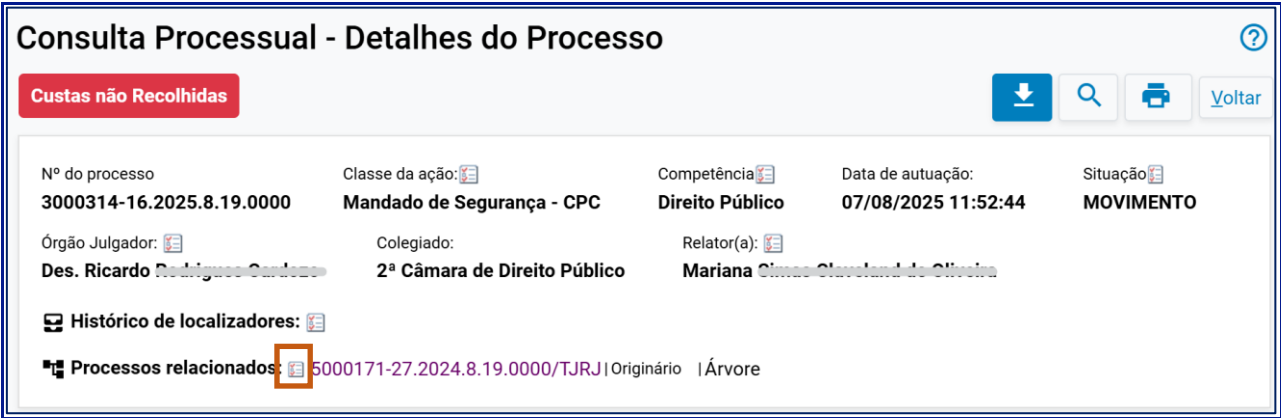 Consulta Processual - Detalhes do Processo
Custas não Recolhidas
Voltar
Nº do processo Classe da ação: Competência Data de autuação: Situação
3000314-16.2025.8.19.0000 Mandado de Segurança - CPC Direito Público 07/08/2025 11:52:44 MOVIMENTO
Órgão Julgador: Colegiado: Relator(a):
Des. Ricardo 2ª Câmara de Direito Público Mariana
Histórico de localizadores:
Processos relacionados: 5000171-27.2024.8.19.0000/TJRJ | Originário | Árvore